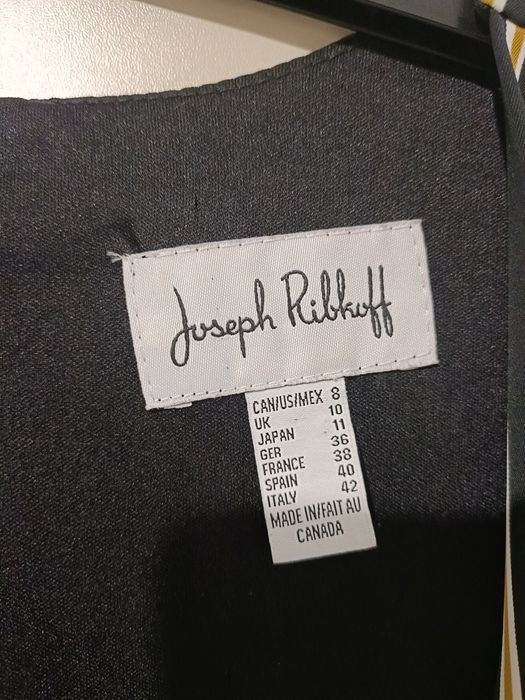 Joseph Ribkoff
CAN/US/MEX 8
UK 10
JAPAN 11
GER 36
FRANCE 38
SPAIN 40
ITALY 42
MADE IN/FAIT AU
CANADA